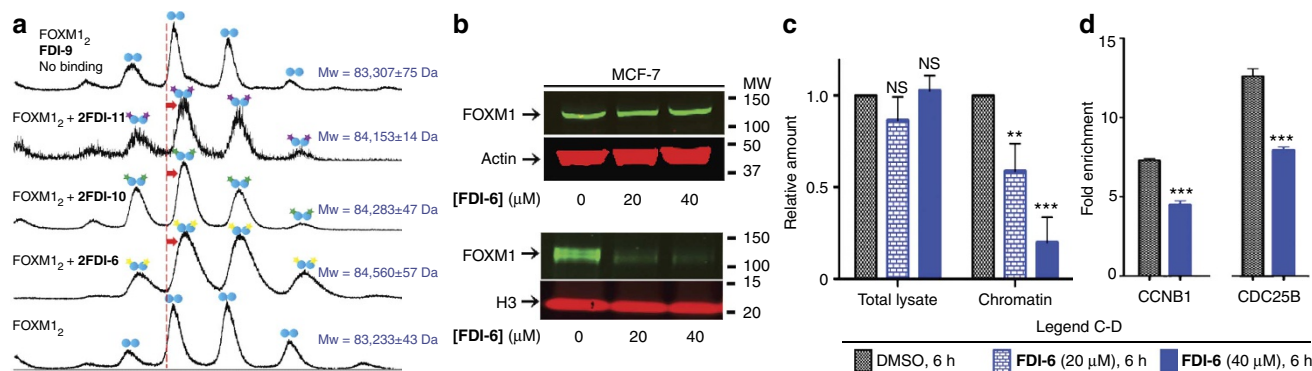 a
FOXM1₂
FDI-9
No binding
Mw = 83,307±75 Da
FOXM1₂ + 2FDI-11
Mw = 84,153±14 Da
FOXM1₂ + 2FDI-10
Mw = 84,283±47 Da
FOXM1₂ + 2FDI-6
Mw = 84,560±57 Da
FOXM1₂
Mw = 83,233±43 Da
b
MCF-7
MW
FOXM1
150
100
Actin
50
37
[FDI-6] (μM) 0 20 40
FOXM1
150
100
15
H3
20
[FDI-6] (μM) 0 20 40
c
Relative amount
1.0
0.5
0
NS
NS
**
***
Total lysate
Chromatin
d
Fold enrichment
15
10
5
0
***
***
CCNB1
CDC25B
Legend C-D
DMSO, 6 h
FDI-6 (20 μM), 6 h
FDI-6 (40 μM), 6 h